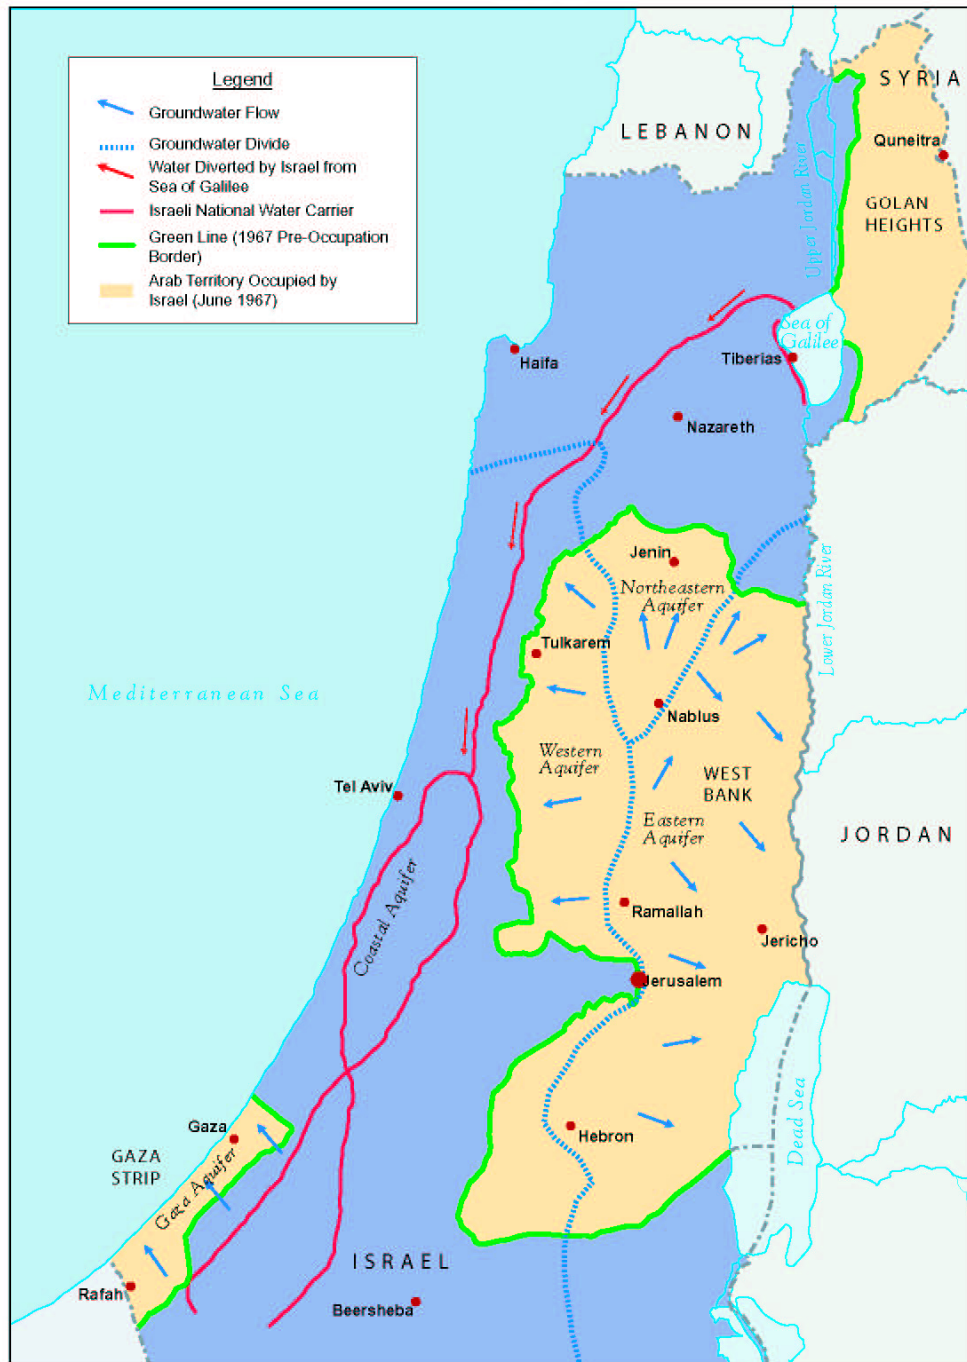 Legend
Groundwater Flow
Groundwater Divide
Water Diverted by Israel from
Sea of Galilee
Israeli National Water Carrier
Green Line (1967 Pre-Occupation
Border)
Arab Territory Occupied by
Israel (June 1967)
SYRIA
LEBANON
Quneitra
Upper Jordan River
GOLAN
HEIGHTS
Sea of
Galilee
Haifa
Tiberias
Nazareth
Jenin
Northeastern
Aquifer
Lower Jordan River
Tulkarem
Mediterranean Sea
Nablus
Western
Aquifer
WEST
BANK
Tel Aviv
Eastern
Aquifer
JORDAN
Coastal Aquifer
Ramallah
Jericho
Jerusalem
Dead Sea
Gaza
Hebron
GAZA
STRIP
Gaza Aquifer
ISRAEL
Rafah
Beersheba